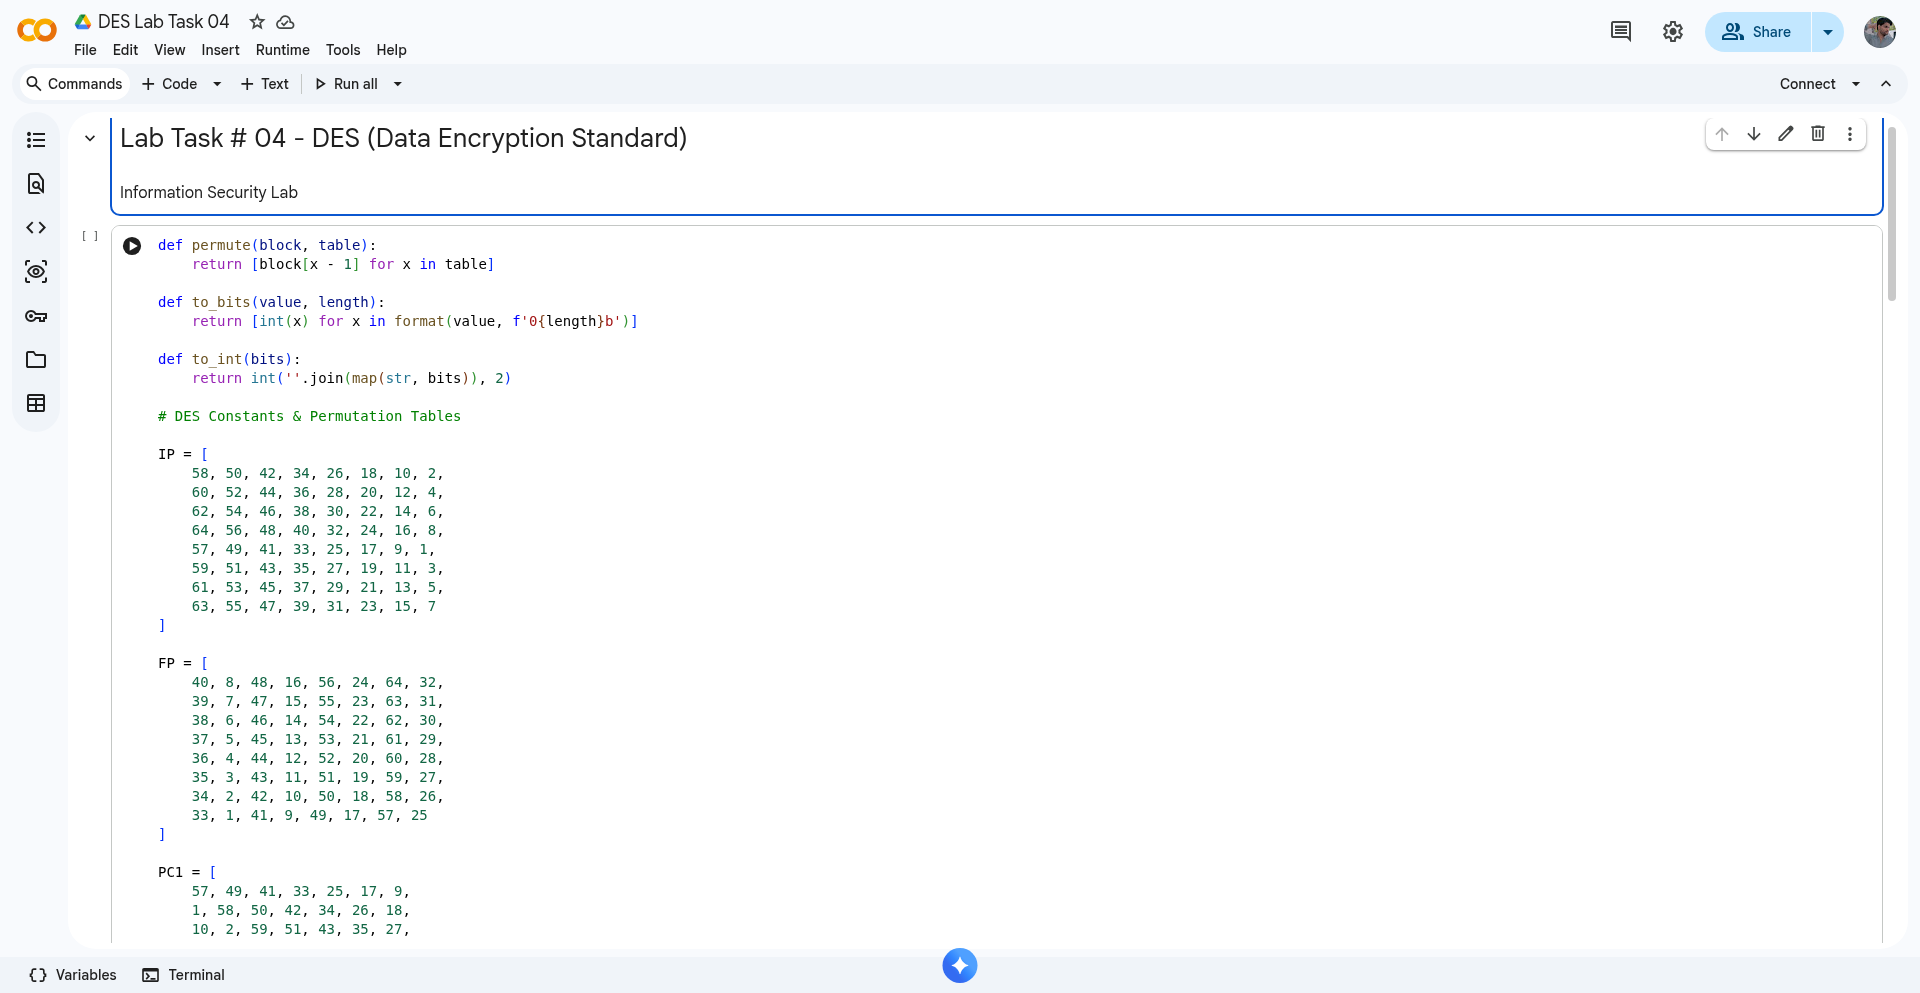 DES Lab Task 04
File Edit View Insert Runtime Tools Help
Share
Commands + Code + Text Run all
Connect
Lab Task # 04 - DES (Data Encryption Standard)
Information Security Lab
[ ]
def permute(block, table):
    return [block[x - 1] for x in table]
def to_bits(value, length):
    return [int(x) for x in format(value, f'0{length}b')]
def to_int(bits):
    return int(''.join(map(str, bits)), 2)
# DES Constants & Permutation Tables
IP = [
    58, 50, 42, 34, 26, 18, 10, 2,
    60, 52, 44, 36, 28, 20, 12, 4,
    62, 54, 46, 38, 30, 22, 14, 6,
    64, 56, 48, 40, 32, 24, 16, 8,
    57, 49, 41, 33, 25, 17, 9, 1,
    59, 51, 43, 35, 27, 19, 11, 3,
    61, 53, 45, 37, 29, 21, 13, 5,
    63, 55, 47, 39, 31, 23, 15, 7
]
FP = [
    40, 8, 48, 16, 56, 24, 64, 32,
    39, 7, 47, 15, 55, 23, 63, 31,
    38, 6, 46, 14, 54, 22, 62, 30,
    37, 5, 45, 13, 53, 21, 61, 29,
    36, 4, 44, 12, 52, 20, 60, 28,
    35, 3, 43, 11, 51, 19, 59, 27,
    34, 2, 42, 10, 50, 18, 58, 26,
    33, 1, 41, 9, 49, 17, 57, 25
]
PC1 = [
    57, 49, 41, 33, 25, 17, 9,
    1, 58, 50, 42, 34, 26, 18,
    10, 2, 59, 51, 43, 35, 27,
Variables Terminal